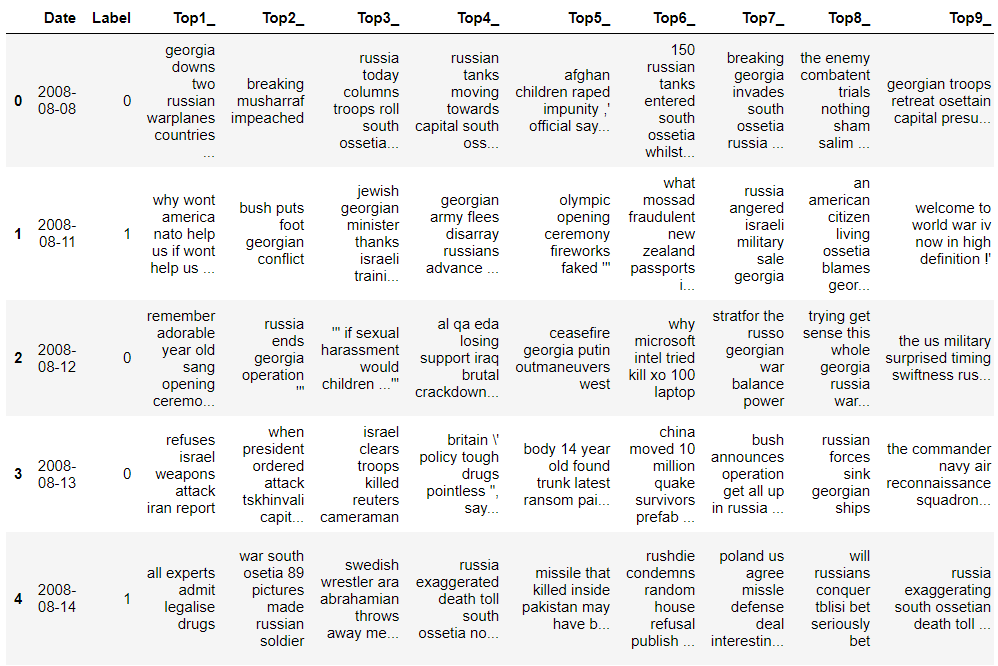 Date Label Top1_ Top2_ Top3_ Top4_ Top5_ Top6_ Top7_ Top8_ Top9_
0
2008-
08-08
0
georgia
downs
two
russian
warplanes
countries
...
breaking
musharraf
impeached
russia
today
columns
troops roll
south
ossetia...
russian
tanks
moving
towards
capital south
oss...
afghan
children raped
impunity ,'
official say...
150
russian
tanks
entered
south
ossetia
whilst...
breaking
georgia
invades
south
ossetia
russia ...
the enemy
combatent
trials
nothing
sham
salim ...
georgian troops
retreat osettain
capital presu...
1
2008-
08-11
1
why wont
america
nato help
us if wont
help us ...
bush puts
foot
georgian
conflict
jewish
georgian
minister
thanks
israeli
traini...
georgian
army flees
disarray
russians
advance ...
olympic
opening
ceremony
fireworks
faked '"
what
mossad
fraudulent
new
zealand
passports
i...
russia
angered
israeli
military
sale
georgia
an
american
citizen
living
ossetia
blames
geor...
welcome to
world war iv
now in high
definition !'
2
2008-
08-12
0
remember
adorable
year old
sang
opening
ceremo...
russia
ends
georgia
operation
'"
'" if sexual
harassment
would
children ...'"
al qa eda
losing
support iraq
brutal
crackdown...
ceasefire
georgia putin
outmaneuvers
west
why
microsoft
intel tried
kill xo 100
laptop
stratfor the
russo
georgian
war
balance
power
trying get
sense this
whole
georgia
russia
war...
the us military
surprised timing
swiftness rus...
3
2008-
08-13
0
refuses
israel
weapons
attack
iran report
when
president
ordered
attack
tskhinvali
capit...
israel
clears
troops
killed
reuters
cameraman
britain \'
policy tough
drugs
pointless ",
say...
body 14 year
old found
trunk latest
ransom pai...
china
moved 10
million
quake
survivors
prefab ...
bush
announces
operation
get all up
in russia ...
russian
forces
sink
georgian
ships
the commander
navy air
reconnaissance
squadron...
4
2008-
08-14
1
all experts
admit
legalise
drugs
war south
osetia 89
pictures
made
russian
soldier
swedish
wrestler ara
abrahamian
throws
away me...
russia
exaggerated
death toll
south
ossetia no...
missile that
killed inside
pakistan may
have b...
rushdie
condemns
random
house
refusal
publish ...
poland us
agree
missle
defense
deal
interestin...
will
russians
conquer
tblisi bet
seriously
bet
russia
exaggerating
south ossetian
death toll ...